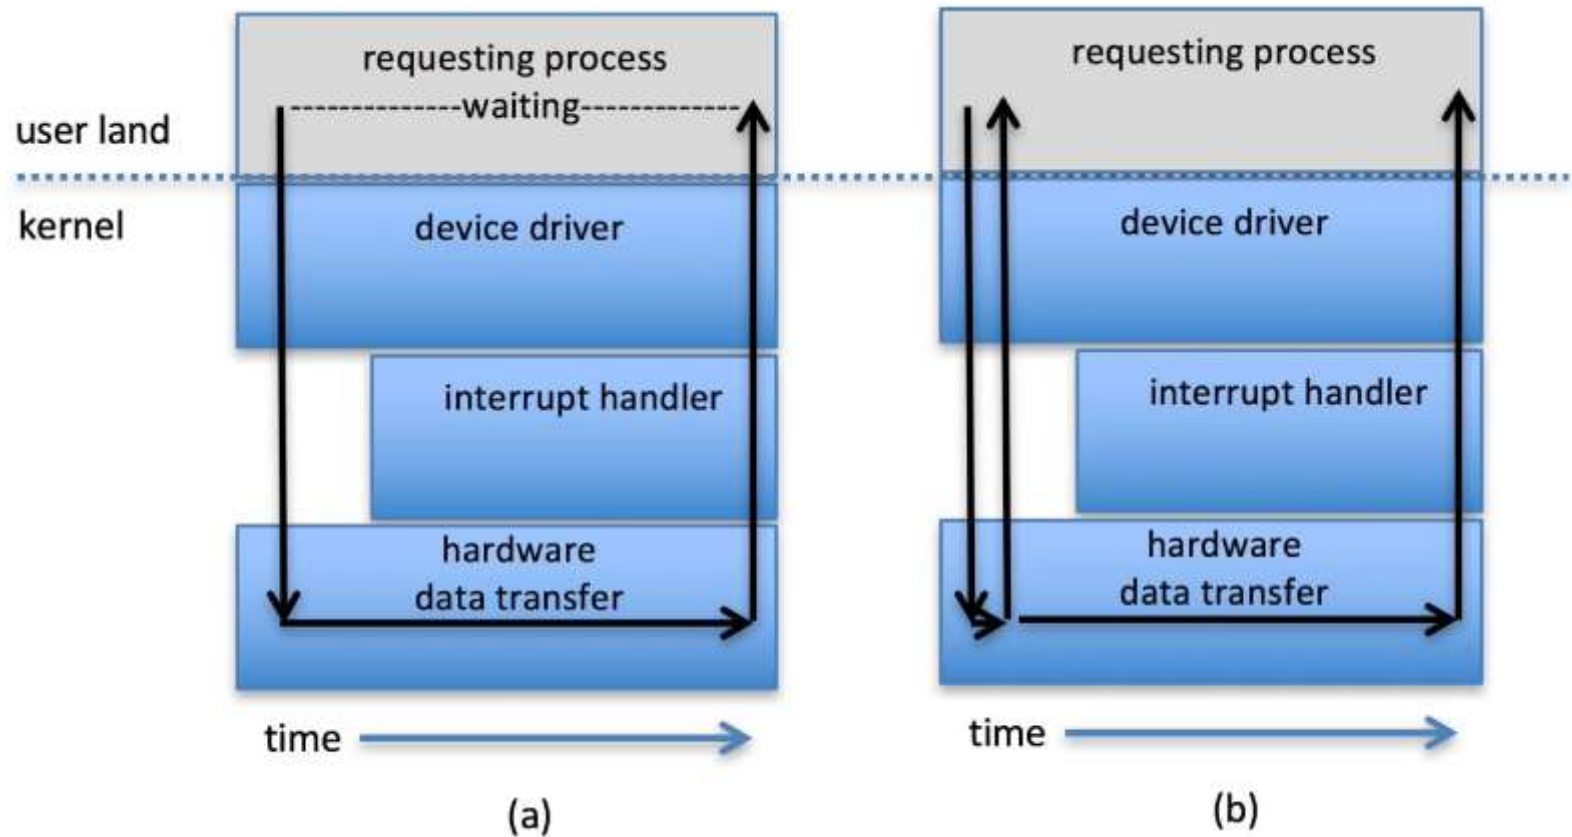 requesting process
-------------waiting-------------
user land
kernel
device driver
interrupt handler
hardware
data transfer
time
(a)
requesting process
device driver
interrupt handler
hardware
data transfer
time
(b)